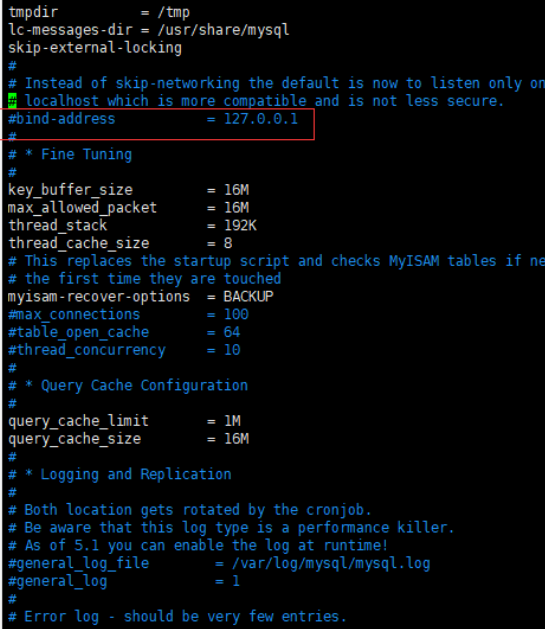 tmpdir          = /tmp
lc-messages-dir = /usr/share/mysql
skip-external-locking
#
# Instead of skip-networking the default is now to listen only on
# localhost which is more compatible and is not less secure.
#bind-address           = 127.0.0.1
#
# * Fine Tuning
#
key_buffer_size         = 16M
max_allowed_packet      = 16M
thread_stack            = 192K
thread_cache_size       = 8
# This replaces the startup script and checks MyISAM tables if ne
# the first time they are touched
myisam-recover-options  = BACKUP
#max_connections        = 100
#table_open_cache       = 64
#thread_concurrency     = 10
#
# * Query Cache Configuration
#
query_cache_limit       = 1M
query_cache_size        = 16M
#
# * Logging and Replication
#
# Both location gets rotated by the cronjob.
# Be aware that this log type is a performance killer.
# As of 5.1 you can enable the log at runtime!
#general_log_file        = /var/log/mysql/mysql.log
#general_log             = 1
#
# Error log - should be very few entries.